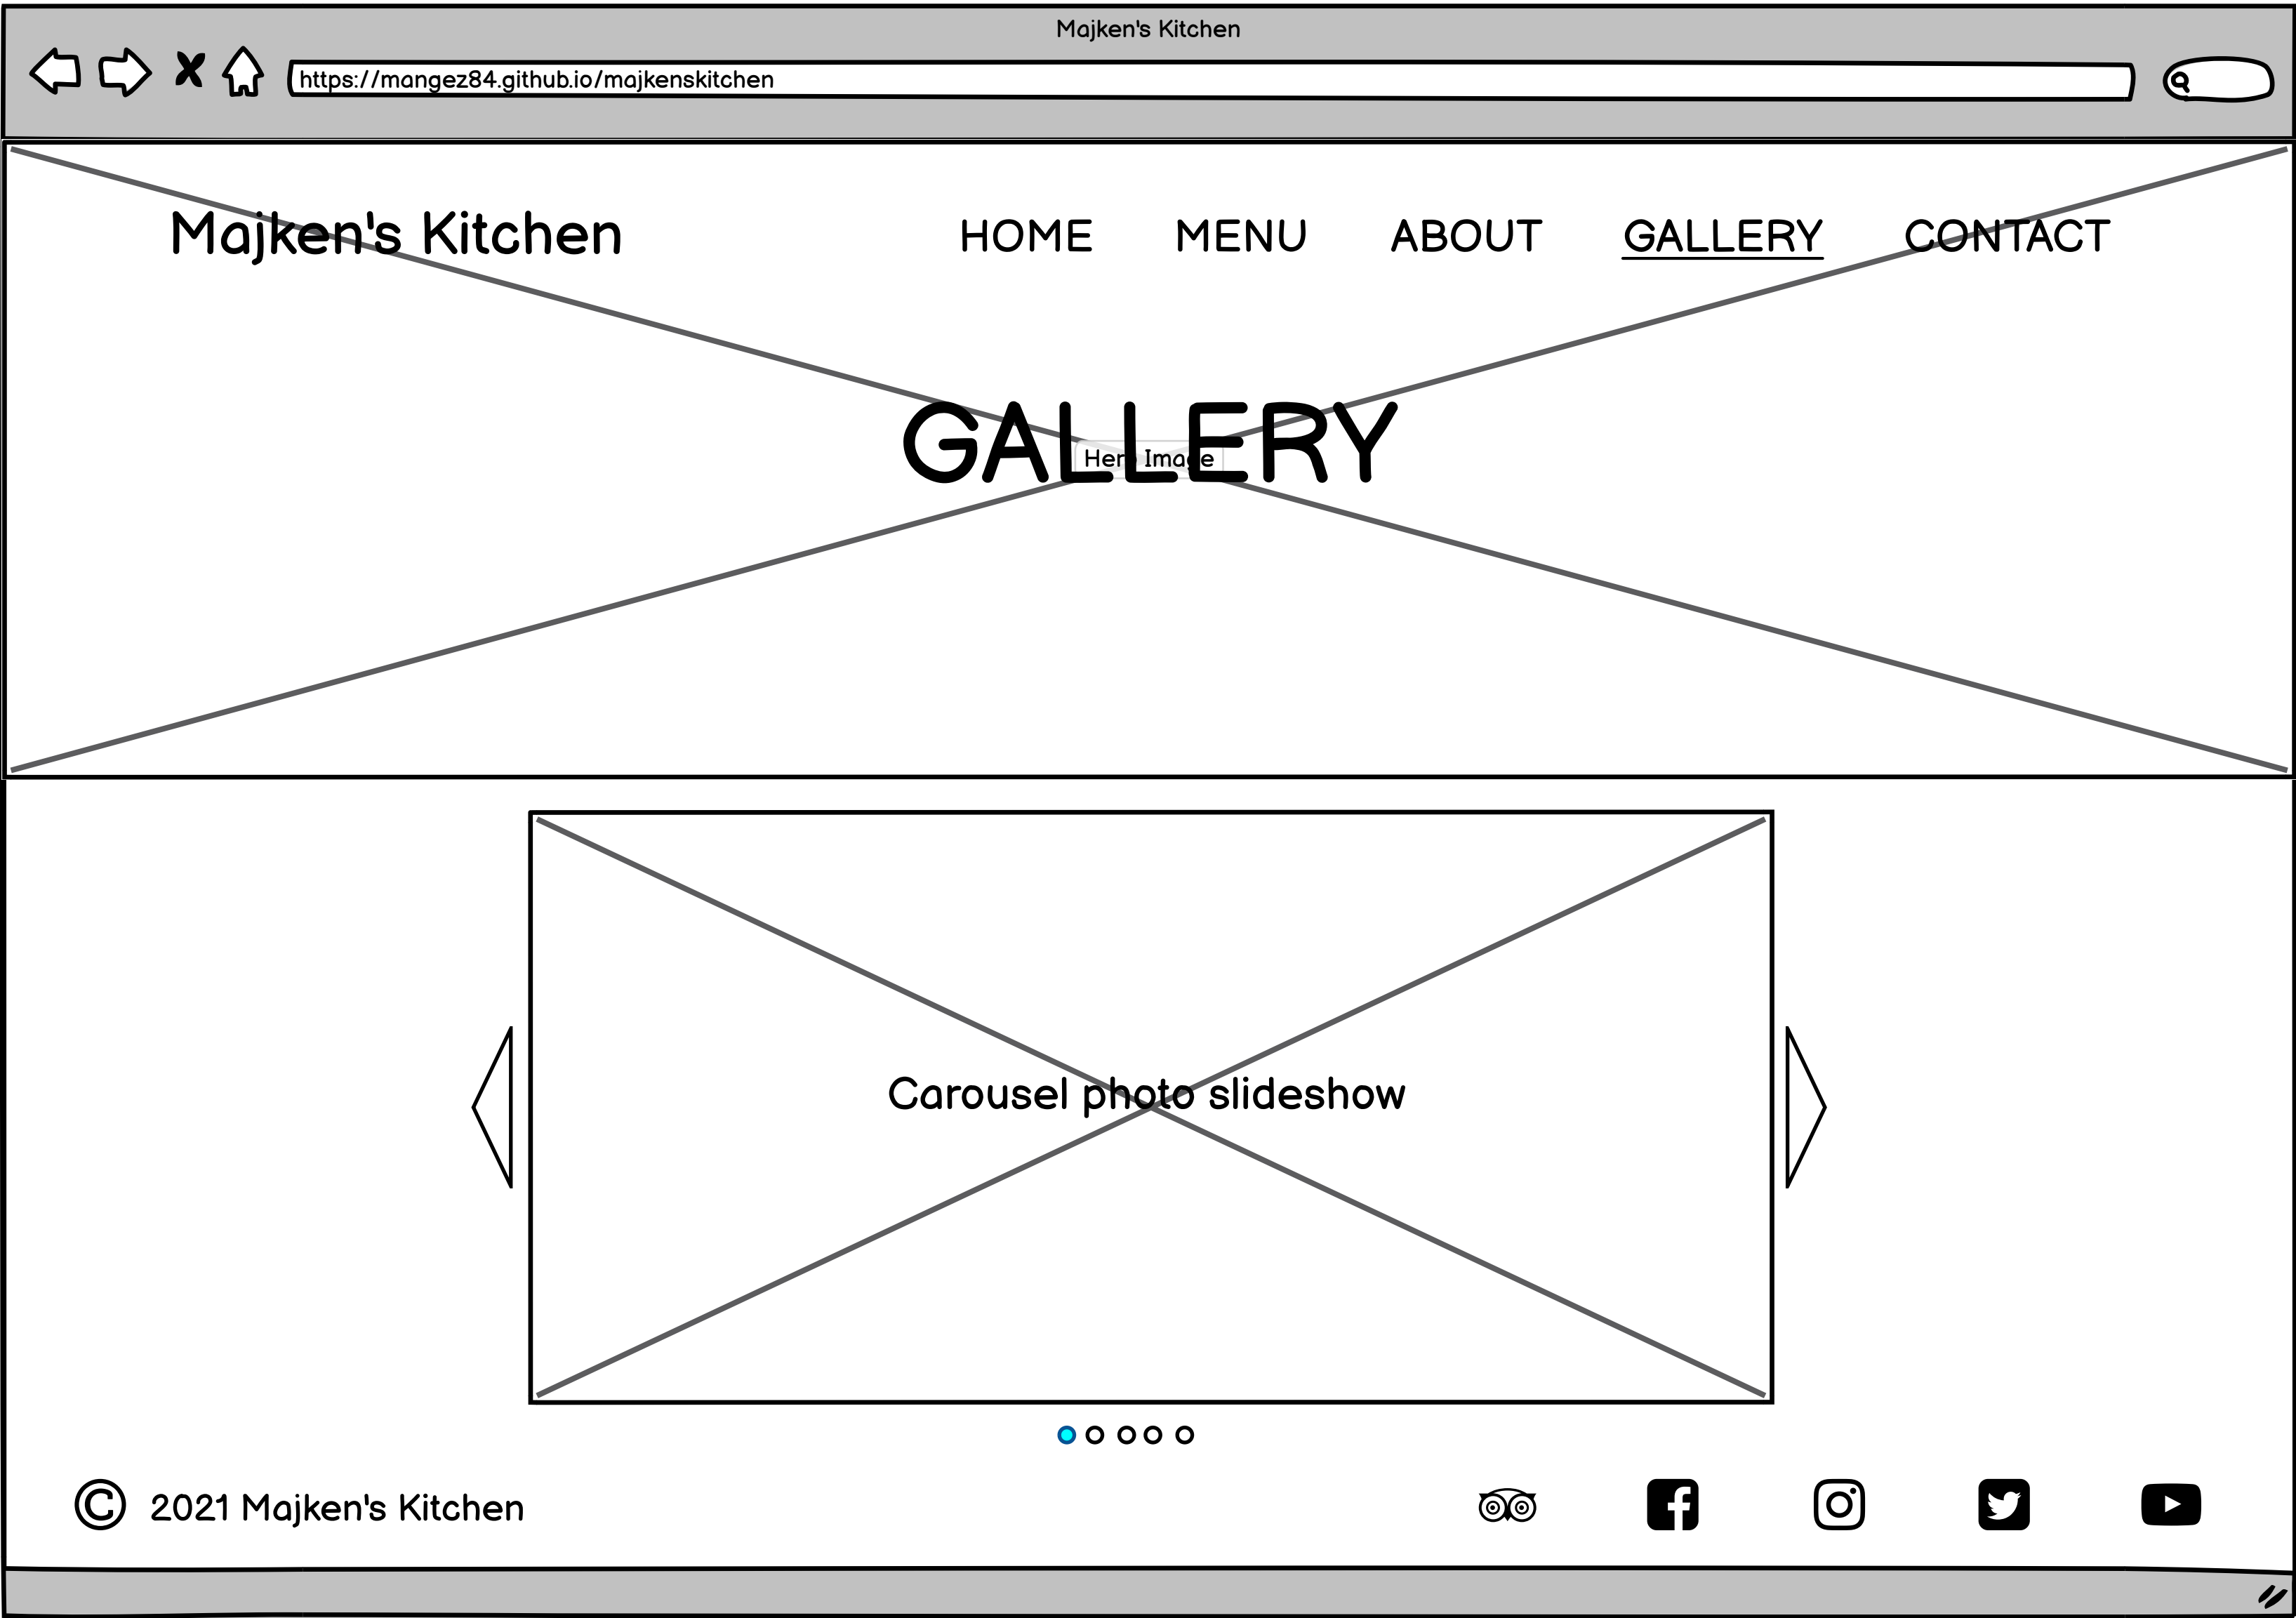 Majken's Kitchen
https://mangez84.github.io/majkenskitchen
Majken's Kitchen HOME MENU ABOUT GALLERY CONTACT
GALLERY
Hero Image
Carousel photo slideshow
© 2021 Majken's Kitchen